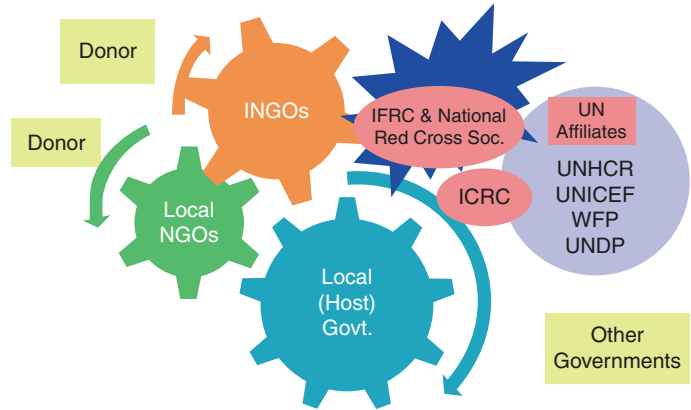 Donor
INGOs
IFRC & National
Red Cross Soc.
UN
Affiliates
Donor
UNHCR
UNICEF
WFP
UNDP
ICRC
Local
NGOs
Local
(Host)
Govt.
Other
Governments